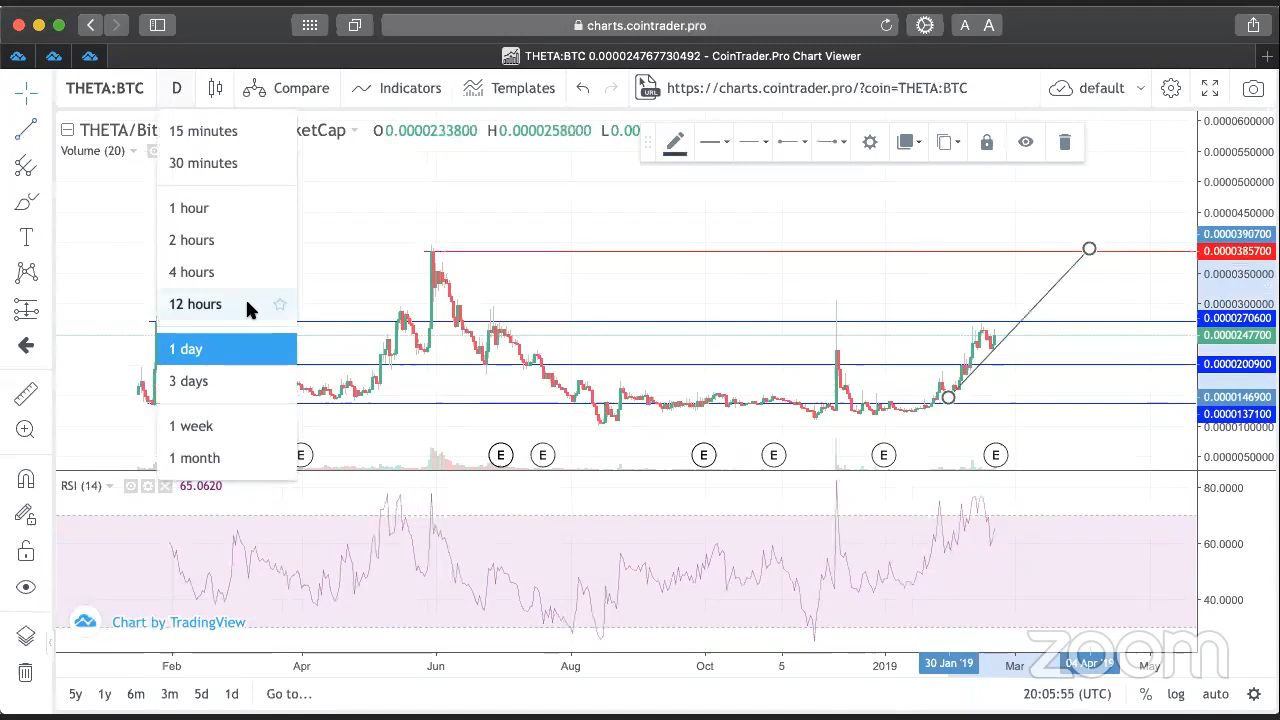 charts.cointrader.pro
A A
THETA:BTC 0.000024767730492 - CoinTrader.Pro Chart Viewer
THETA:BTC
D
Compare
Indicators
Templates
URL
https://charts.cointrader.pro/?coin=THETA:BTC
default
THETA/Bit
ketCap
O0.0000233800 H0.0000258000 L0.00
Volume (20)
15 minutes
30 minutes
1 hour
2 hours
4 hours
12 hours
1 day
3 days
1 week
1 month
0.0000600000
0.0000550000
0.0000500000
0.0000450000
0.0000390700
0.0000385700
0.0000350000
0.0000300000
0.0000270600
0.0000247700
0.0000200900
0.0000146900
0.0000137100
0.0000100000
0.0000050000
E E E E E E E
RSI (14)
65.0620
80.0000
60.0000
40.0000
Chart by TradingView
zoom
Feb Apr Jun Aug Oct 5 2019 30 Jan '19 Mar 04 Apr '19 May
5y 1y 6m 3m 5d 1d Go to...
20:05:55 (UTC) % log auto